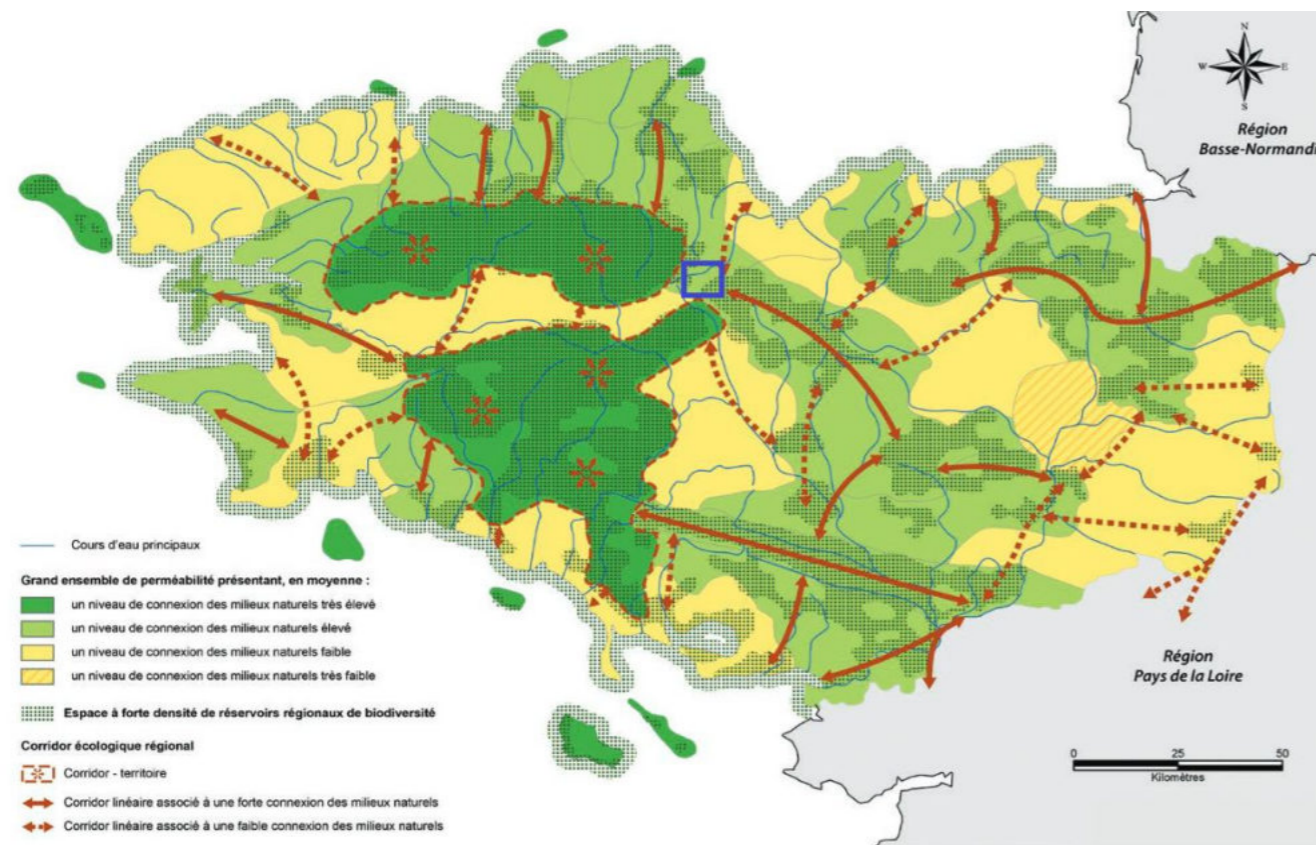 N
W
E
S
Région
Basse-Normandi
Cours d'eau principaux
Grand ensemble de perméabilité présentant, en moyenne :
un niveau de connexion des milieux naturels très élevé
un niveau de connexion des milieux naturels élevé
un niveau de connexion des milieux naturels faible
un niveau de connexion des milieux naturels très faible
Espace à forte densité de réservoirs régionaux de biodiversité
Corridor écologique régional
Corridor - territoire
Corridor linéaire associé à une forte connexion des milieux naturels
Corridor linéaire associé à une faible connexion des milieux naturels
Région
Pays de la Loire
0 25 50
Kilomètres